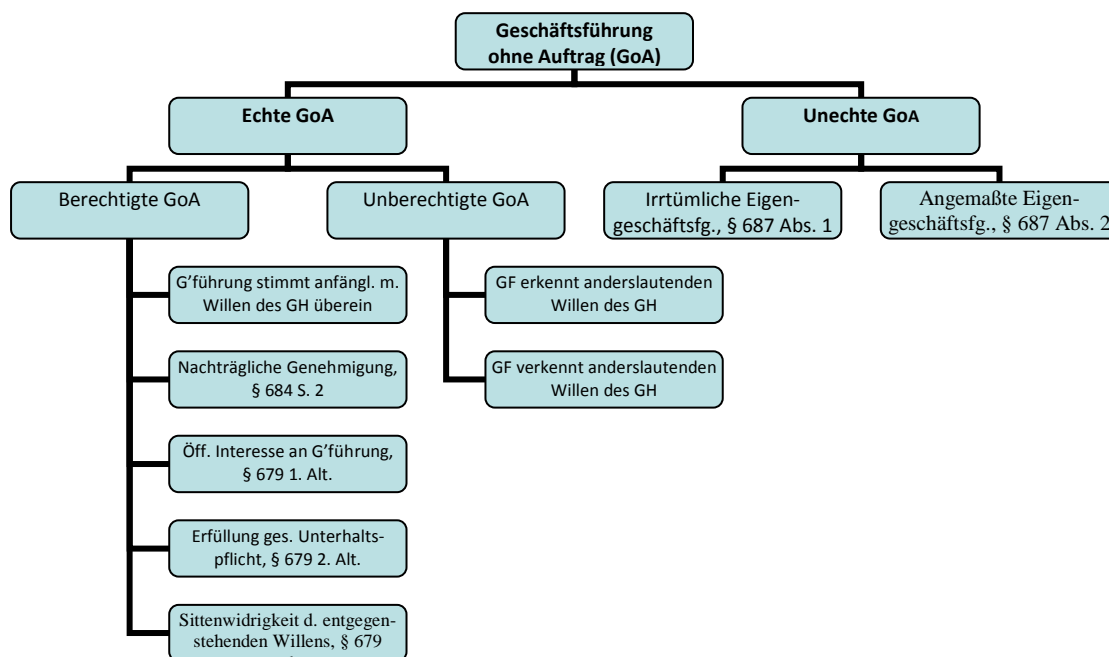 Geschäftsführung
ohne Auftrag (GoA)
Echte GoA
Unechte GoA
Berechtigte GoA
Unberechtigte GoA
Irrtümliche Eigen-
geschäftsfg., § 687 Abs. 1
Angemaßte Eigen-
geschäftsfg., § 687 Abs. 2
G'führung stimmt anfängl. m.
Willen des GH überein
GF erkennt anderslautenden
Willen des GH
Nachträgliche Genehmigung,
§ 684 S. 2
GF verkennt anderslautenden
Willen des GH
Öff. Interesse an G'führung,
§ 679 1. Alt.
Erfüllung ges. Unterhalts-
pflicht, § 679 2. Alt.
Sittenwidrigkeit d. entgegen-
stehenden Willens, § 679